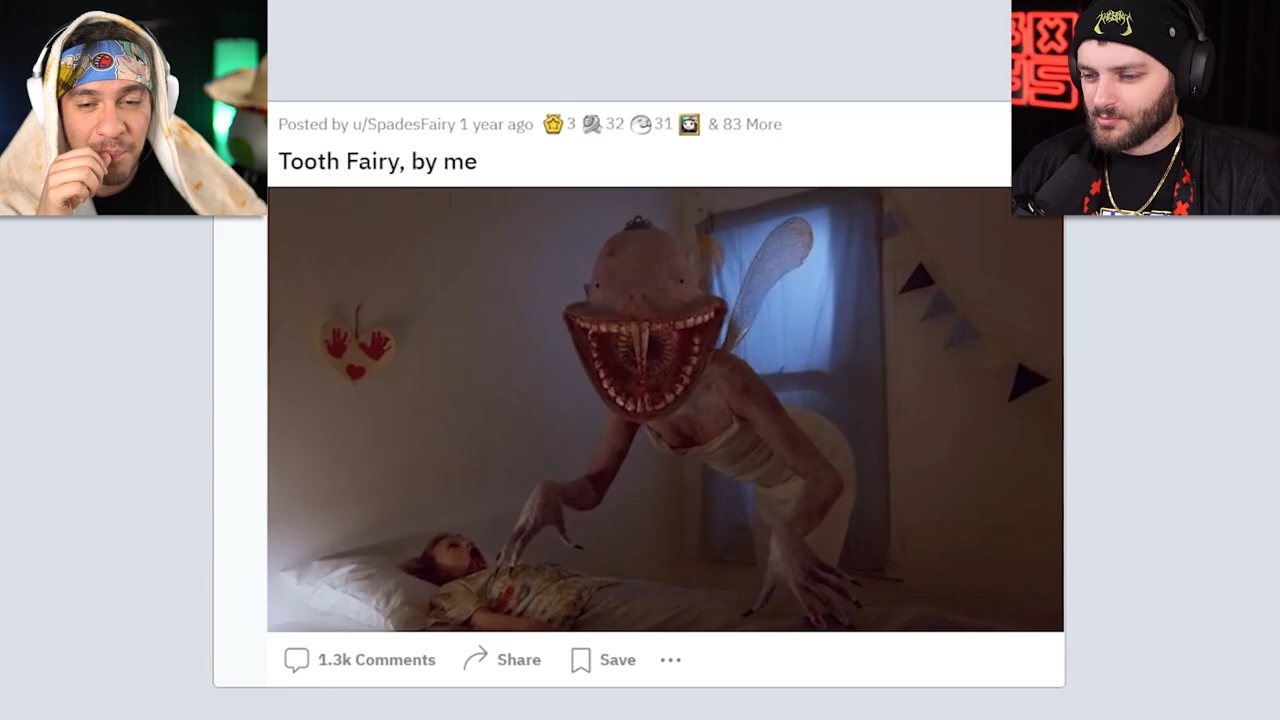 Posted by u/SpadesFairy 1 year ago 3 32 31 & 83 More
Tooth Fairy, by me
1.3k Comments Share Save